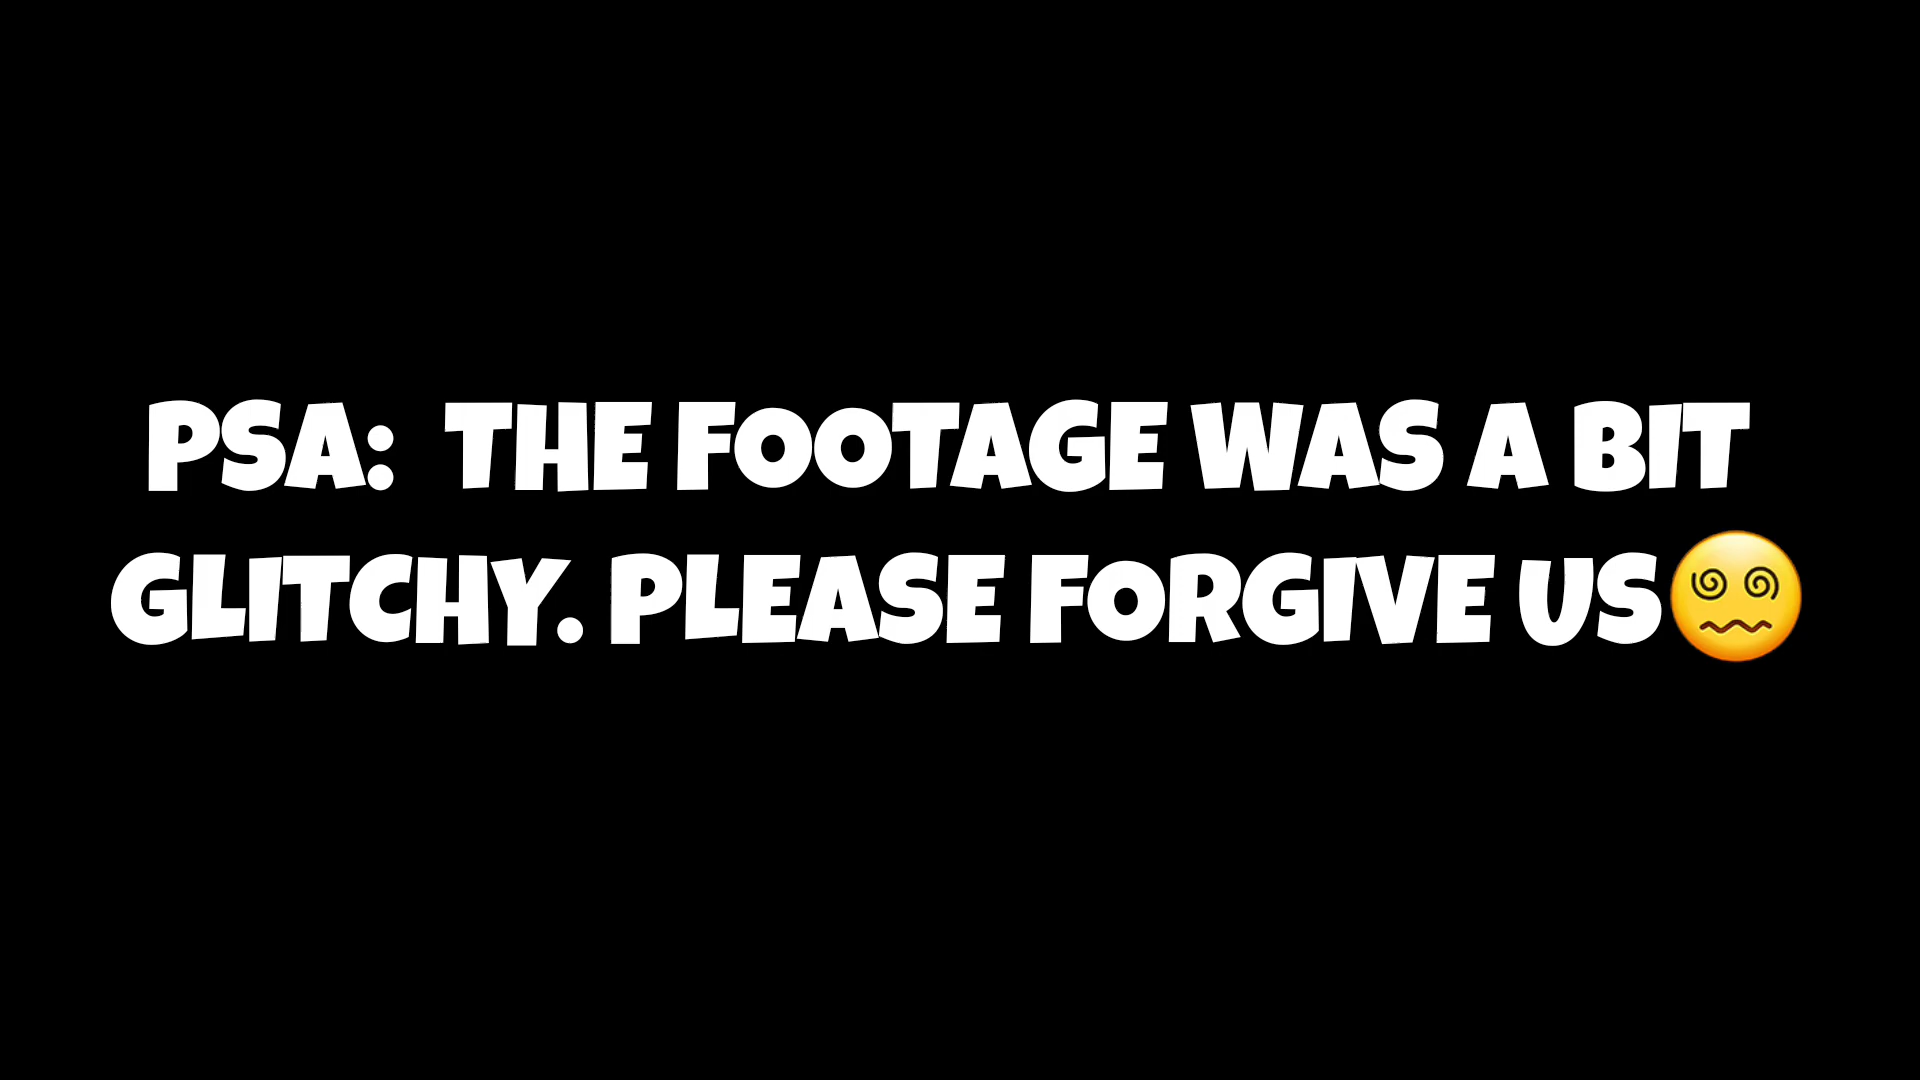 PSA:  THE FOOTAGE WAS A BIT
GLITCHY. PLEASE FORGIVE US😵‍💫